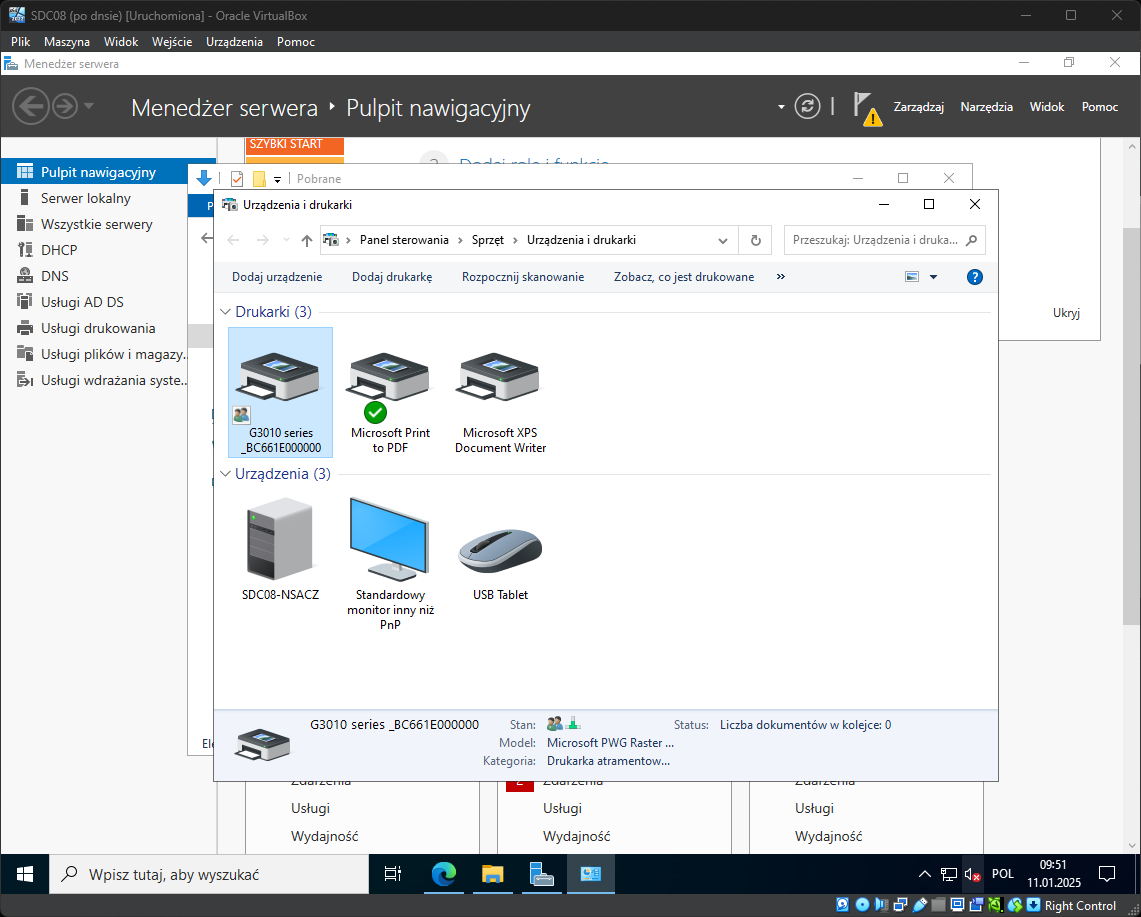 SDC08 (po dnsie) [Uruchomiona] - Oracle VirtualBox
Plik Maszyna Widok Wejście Urządzenia Pomoc
Menedżer serwera
Menedżer serwera Pulpit nawigacyjny
Zarządzaj Narzędzia Widok Pomoc
SZYBKI START
Dodaj role i funkcje
Pulpit nawigacyjny
Serwer lokalny
Wszystkie serwery
DHCP
DNS
Usługi AD DS
Usługi drukowania
Usługi plików i magazy...
Usługi wdrażania syste...
Ukryj
Pobrane
P
Urządzenia i drukarki
Panel sterowania Sprzęt Urządzenia i drukarki
Przeszukaj: Urządzenia i druka...
Dodaj urządzenie Dodaj drukarkę Rozpocznij skanowanie Zobacz, co jest drukowane »
Drukarki (3)
G3010 series
_BC661E000000
Microsoft Print
to PDF
Microsoft XPS
Document Writer
Urządzenia (3)
SDC08-NSACZ
Standardowy
monitor inny niż
PnP
USB Tablet
G3010 series _BC661E000000
Stan:
Status: Liczba dokumentów w kolejce: 0
Model: Microsoft PWG Raster ...
Kategoria: Drukarka atramentow...
Ele
Zdarzenia Zdarzenia Zdarzenia
Usługi Usługi Usługi
Wydajność Wydajność Wydajność
Wpisz tutaj, aby wyszukać
POL
09:51
11.01.2025
Right Control